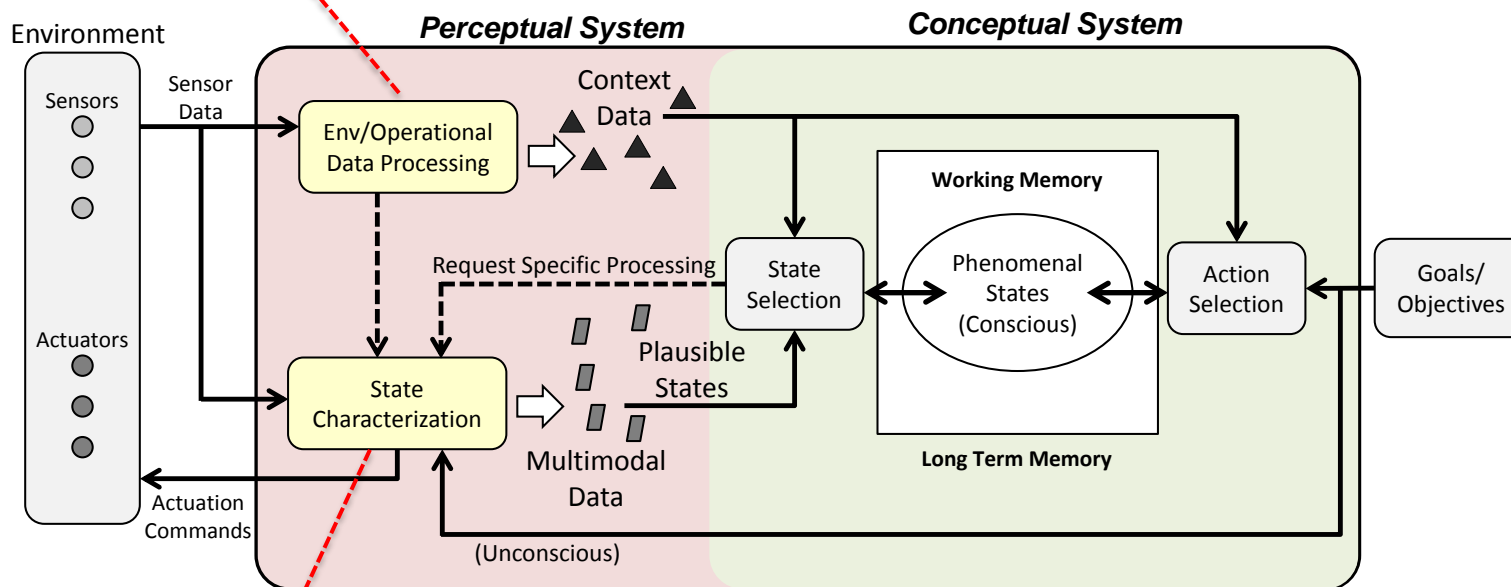 Perceptual System
Conceptual System
Environment
Sensors
Actuators
Sensor
Data
Env/Operational
Data Processing
Context
Data
Request Specific Processing
State
Characterization
Plausible
States
Multimodal
Data
Actuation
Commands
(Unconscious)
State
Selection
Working Memory
Phenomenal
States
(Conscious)
Long Term Memory
Action
Selection
Goals/
Objectives